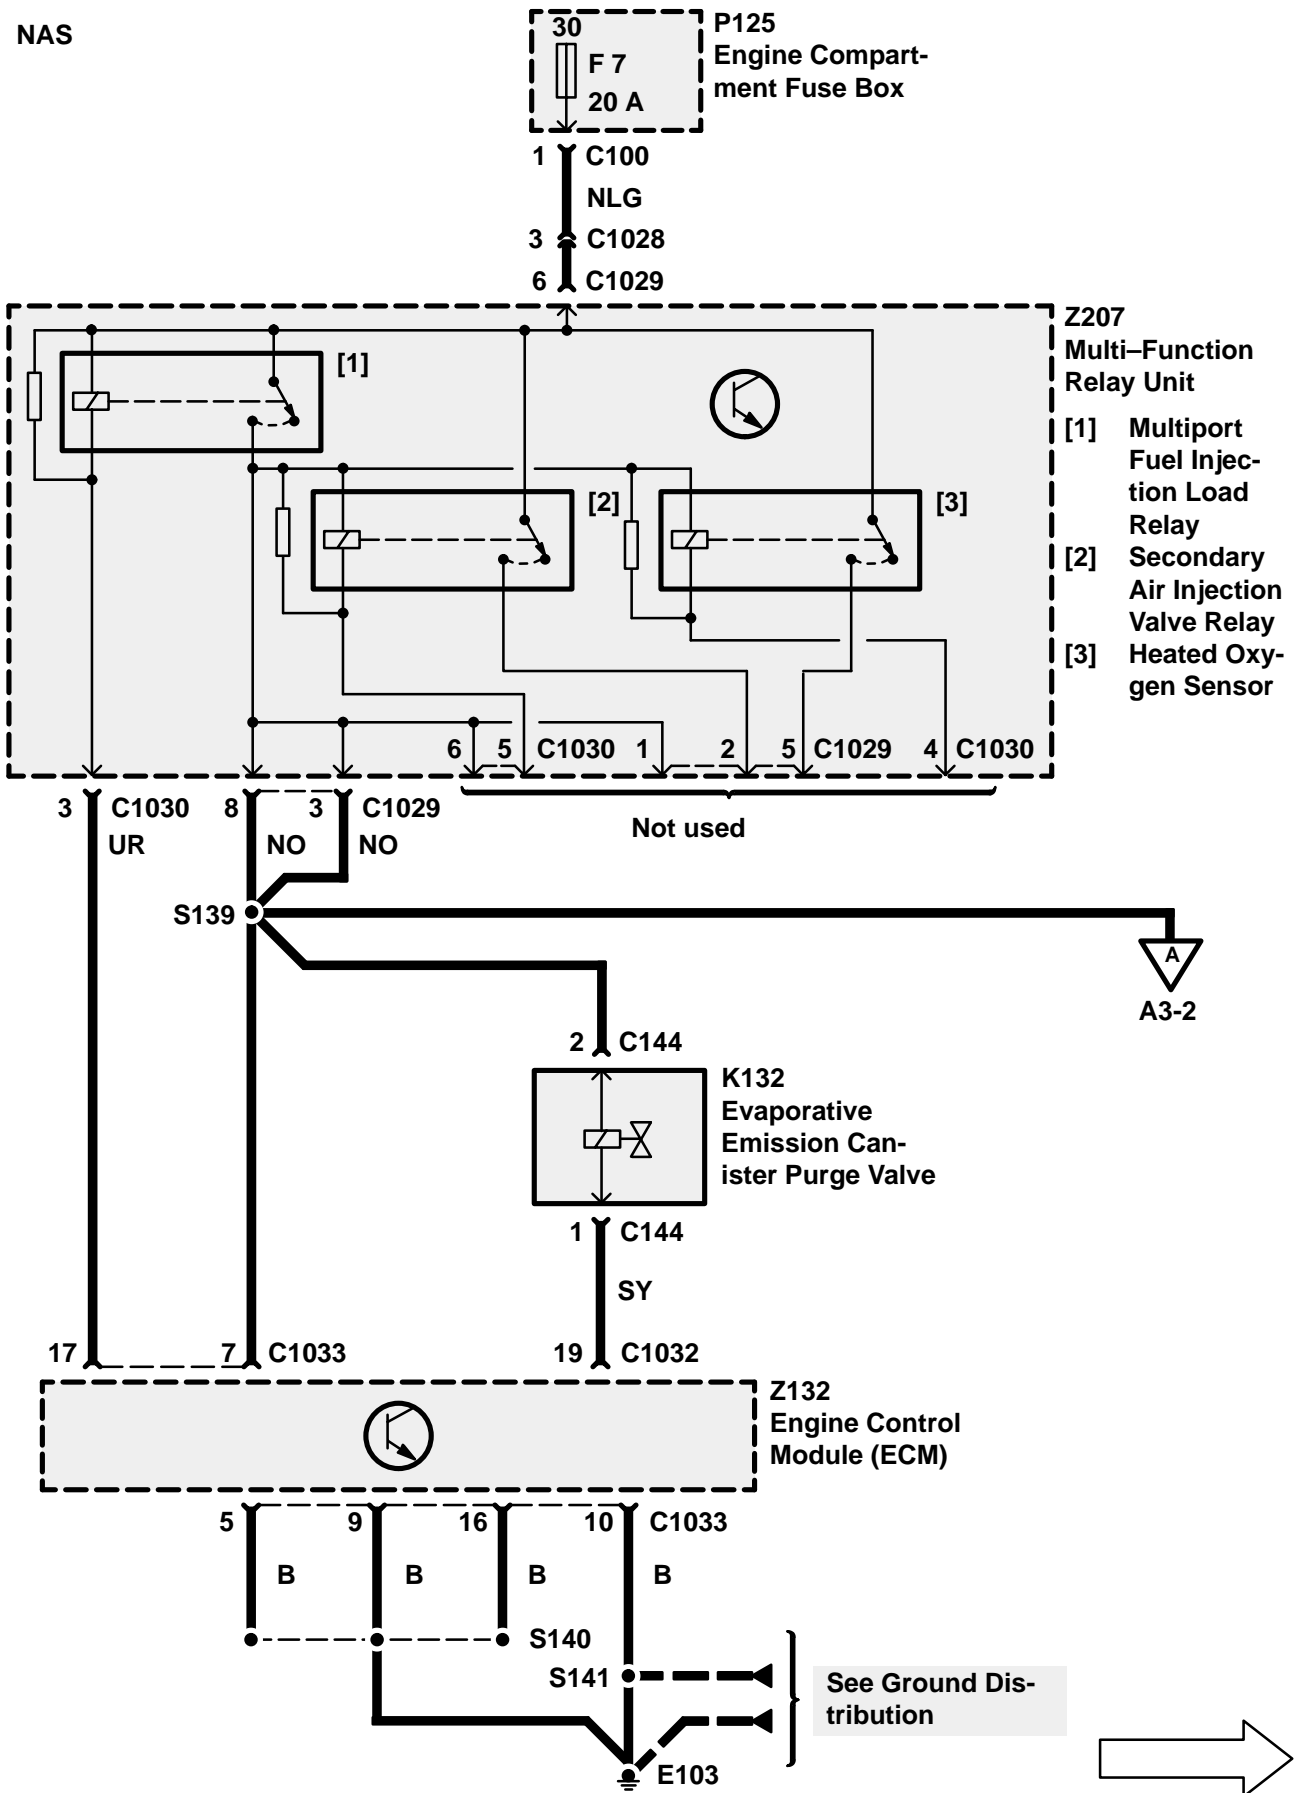 NAS
30
F 7
20 A
P125
Engine Compart-
ment Fuse Box
1 C100
NLG
3 C1028
6 C1029
Z207
Multi–Function
Relay Unit
[1] Multiport
Fuel Injec-
tion Load
Relay
[2] Secondary
Air Injection
Valve Relay
[3] Heated Oxy-
gen Sensor
[1]
[2]
[3]
6 5 C1030 1 2 5 C1029 4 C1030
3 C1030 8 3 C1029
UR NO NO
Not used
S139
A
A3-2
2 C144
K132
Evaporative
Emission Can-
ister Purge Valve
1 C144
SY
17 7 C1033 19 C1032
Z132
Engine Control
Module (ECM)
5 9 16 10 C1033
B B B B
S140
S141
See Ground Dis-
tribution
E103